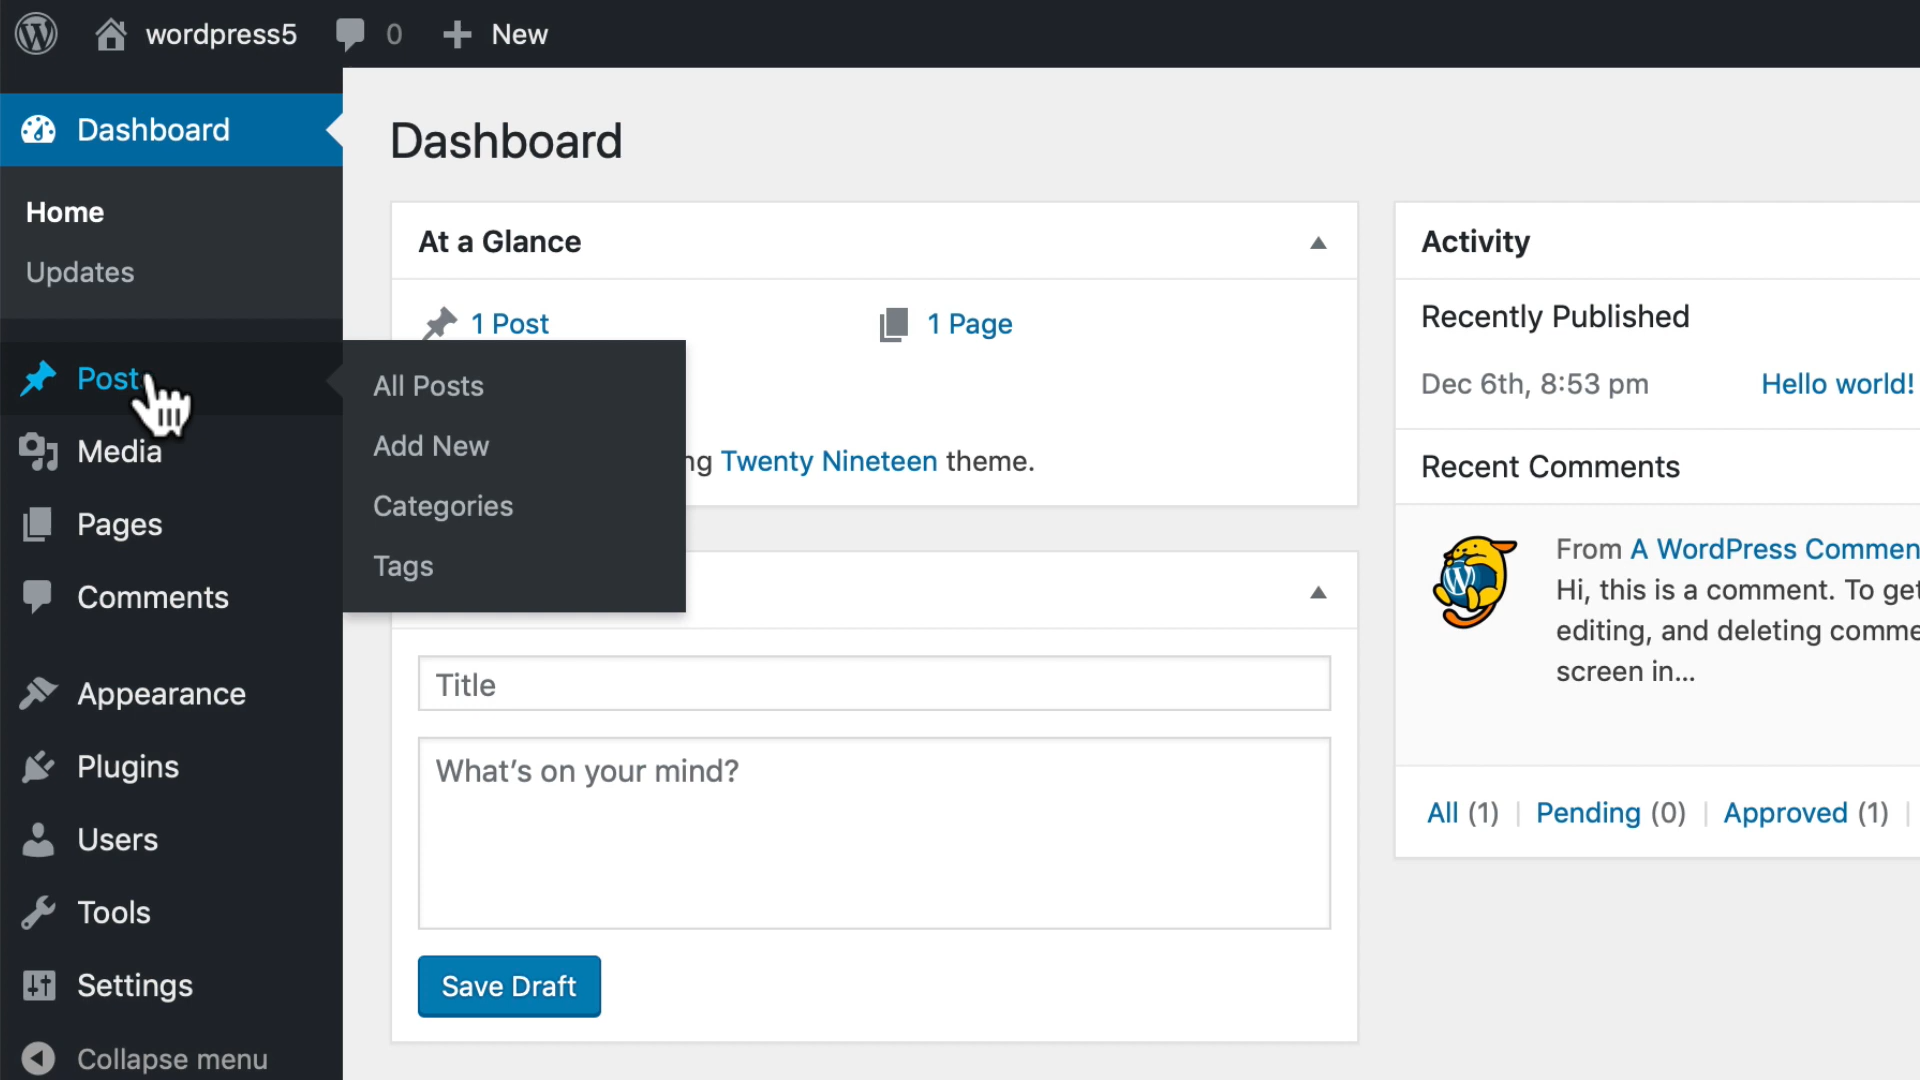 wordpress5 0 New
Dashboard
Home
Updates
Post
Media
Pages
Comments
Appearance
Plugins
Users
Tools
Settings
Collapse menu
All Posts
Add New
Categories
Tags
Dashboard
At a Glance
1 Post 1 Page
ng Twenty Nineteen theme.
Title
What's on your mind?
Save Draft
Activity
Recently Published
Dec 6th, 8:53 pm Hello world!
Recent Comments
From A WordPress Commen
Hi, this is a comment. To get
editing, and deleting comme
screen in...
All (1) | Pending (0) | Approved (1) |